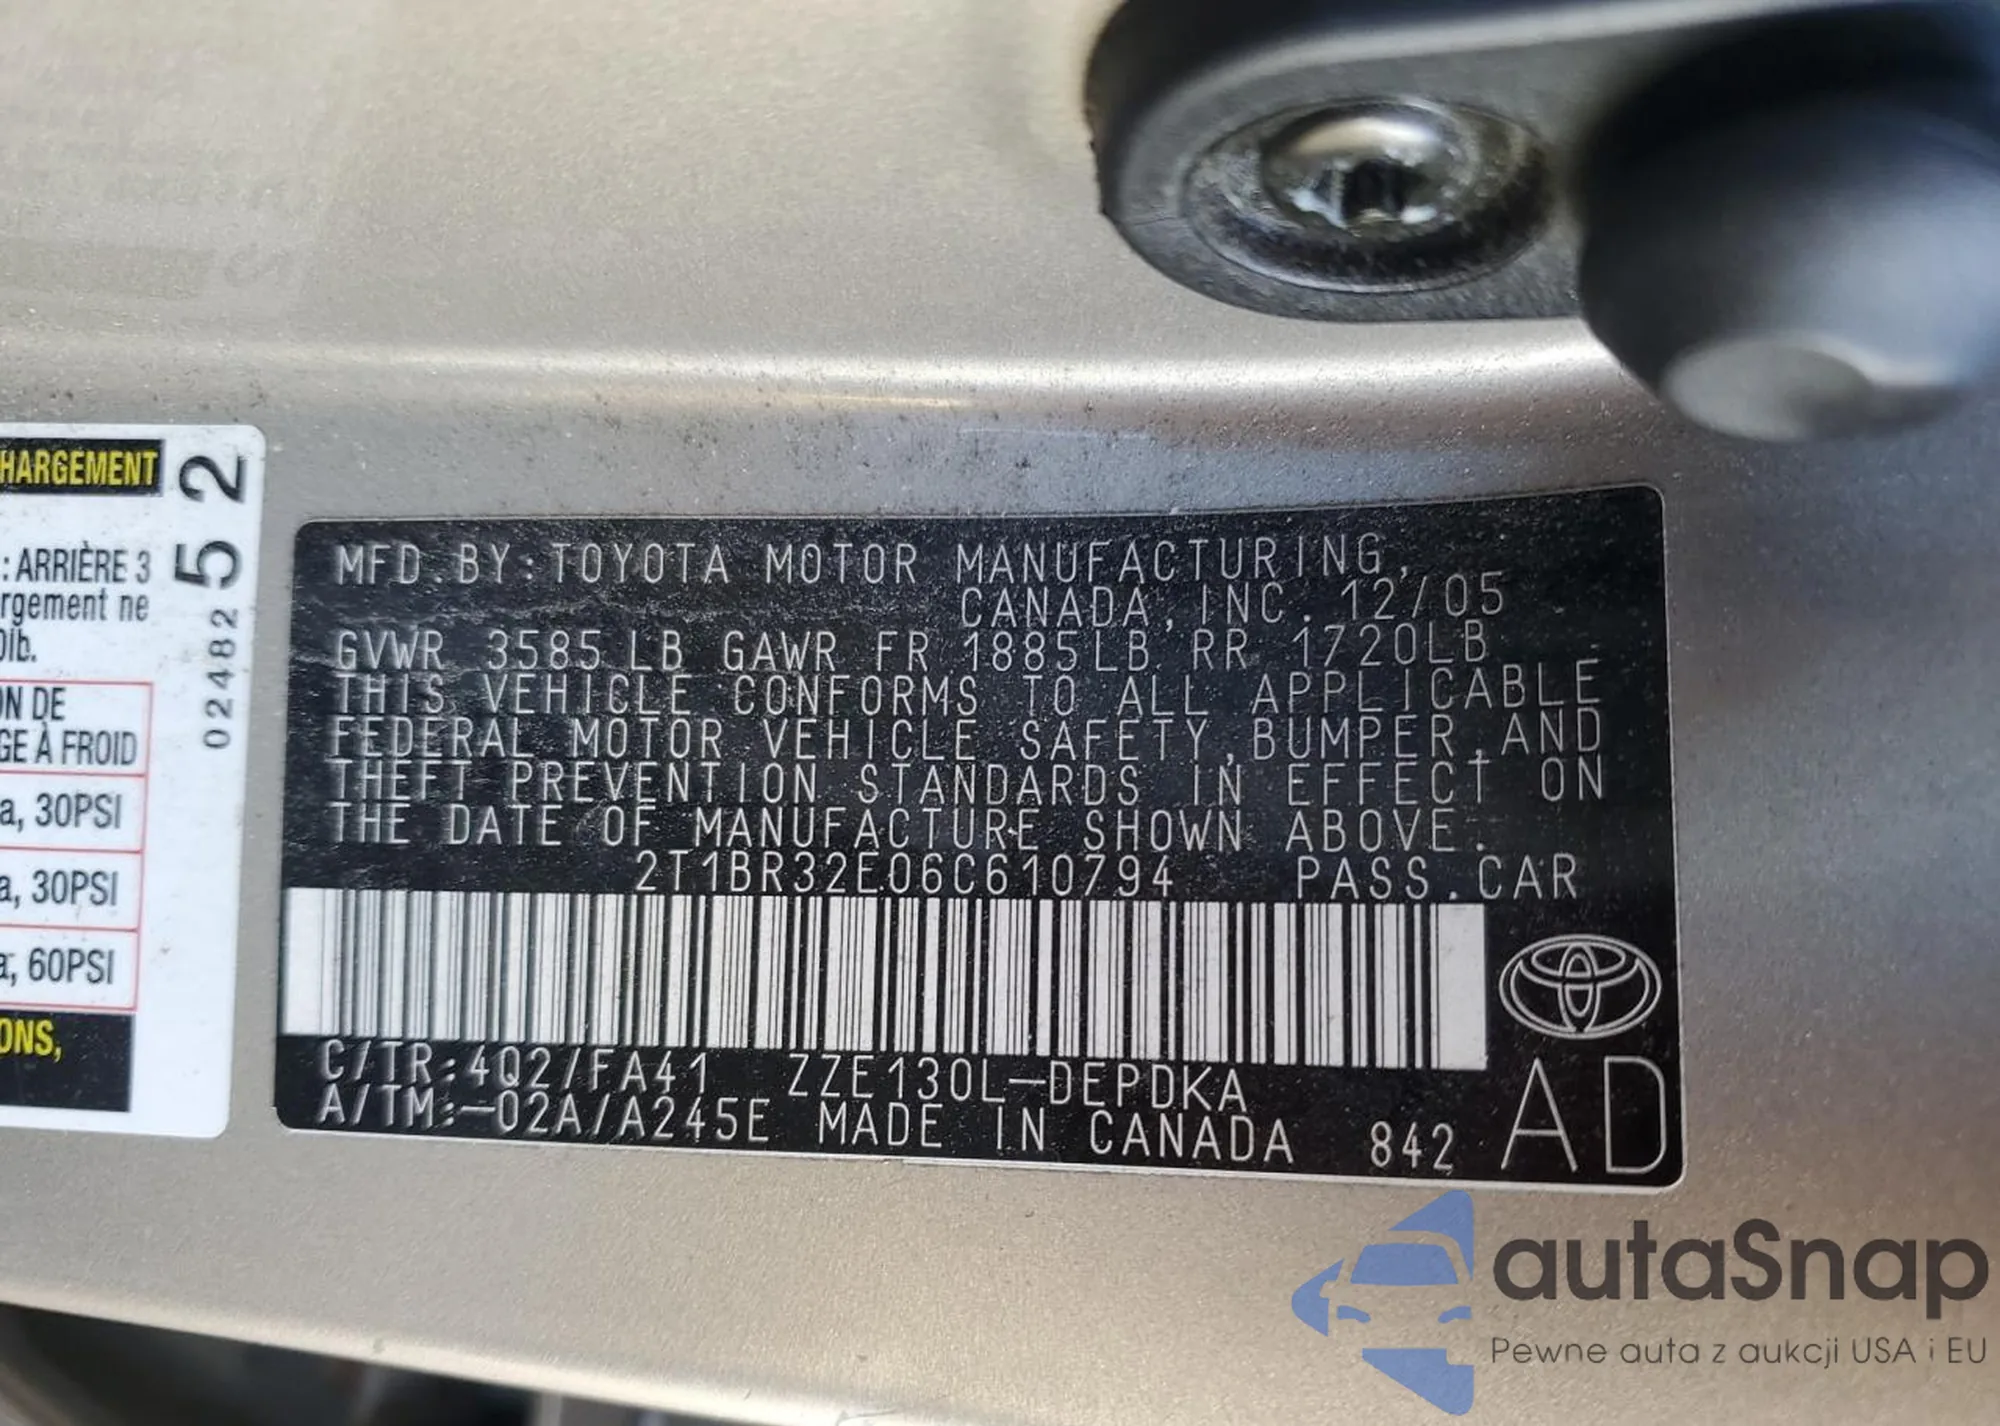 HARGEMENT
52
: ARRIÈRE 3
rgement ne
lb.
024482
ON DE
GE À FROID
a, 30PSI
a, 30PSI
a, 60PSI
ONS,
MFD. BY: TOYOTA MOTOR MANUFACTURING,
CANADA, INC. 12/05
GVWR 3585 LB GAWR FR 1885LB RR 1720LB
THIS VEHICLE CONFORMS TO ALL APPLICABLE
FEDERAL MOTOR VEHICLE SAFETY, BUMPER, AND
THEFT PREVENTION STANDARDS IN EFFECT ON
THE DATE OF MANUFACTURE SHOWN ABOVE.
2T1BR32E06C610794 PASS. CAR
C/TR:4Q2/FA41 ZZE130L-DEPDKA
A/TM:-02A/A245E MADE IN CANADA 842
AD
autaSnap
Pewne auta z aukcji USA i EU